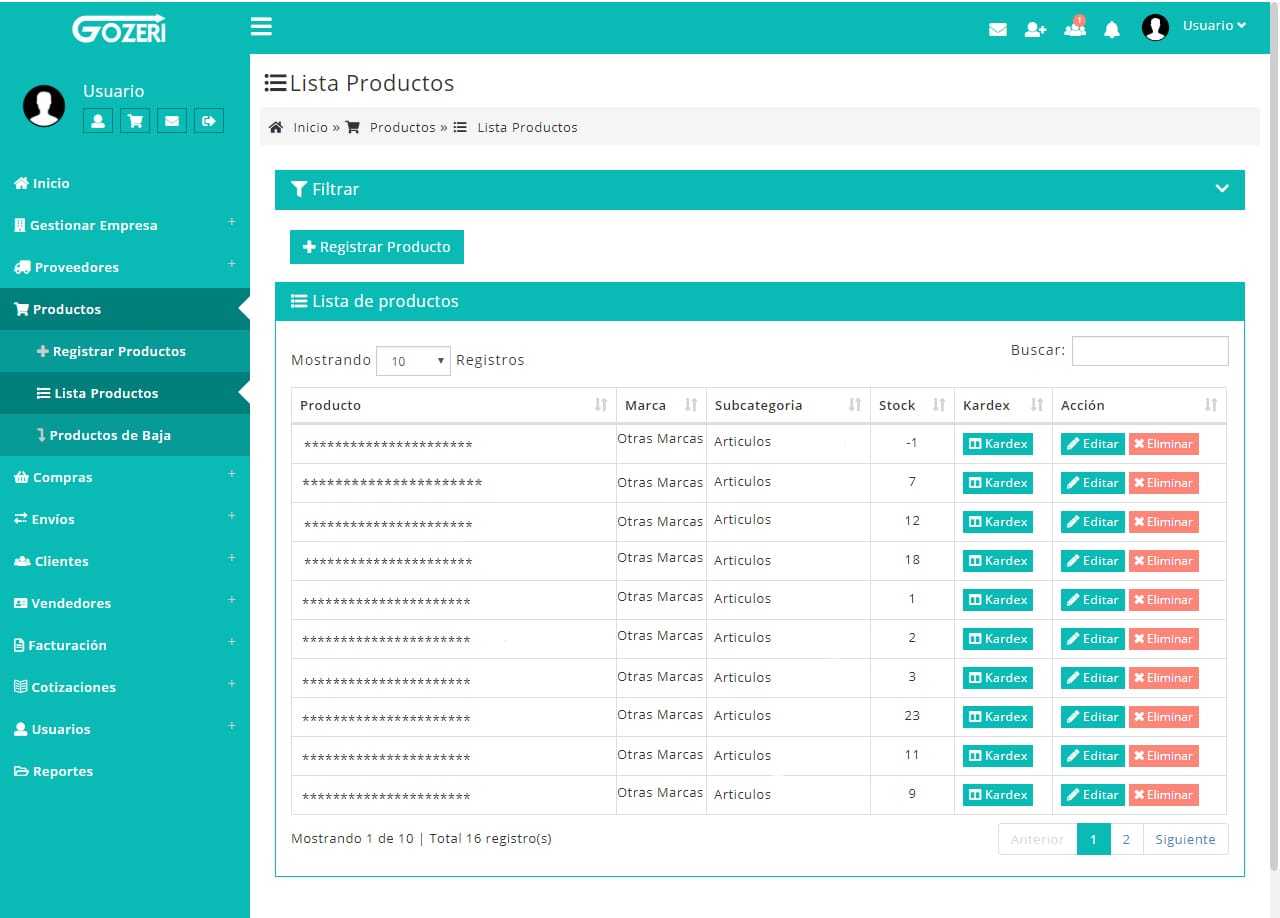 GOZERI
1
Usuario
Usuario
Inicio
Gestionar Empresa +
Proveedores +
Productos
Registrar Productos
Lista Productos
Productos de Baja
Compras +
Envíos +
Clientes +
Vendedores +
Facturación +
Cotizaciones +
Usuarios +
Reportes
Lista Productos
Inicio » Productos » Lista Productos
Filtrar
Registrar Producto
Lista de productos
Mostrando 10 Registros
Buscar:
Producto Marca Subcategoria Stock Kardex Acción
********************** Otras Marcas Articulos -1 Kardex Editar Eliminar
*********************** Otras Marcas Articulos 7 Kardex Editar Eliminar
********************** Otras Marcas Articulos 12 Kardex Editar Eliminar
********************** Otras Marcas Articulos 18 Kardex Editar Eliminar
********************** Otras Marcas Articulos 1 Kardex Editar Eliminar
********************** Otras Marcas Articulos 2 Kardex Editar Eliminar
********************** Otras Marcas Articulos 3 Kardex Editar Eliminar
********************** Otras Marcas Articulos 23 Kardex Editar Eliminar
********************** Otras Marcas Articulos 11 Kardex Editar Eliminar
********************** Otras Marcas Articulos 9 Kardex Editar Eliminar
Mostrando 1 de 10 | Total 16 registro(s)
Anterior 1 2 Siguiente